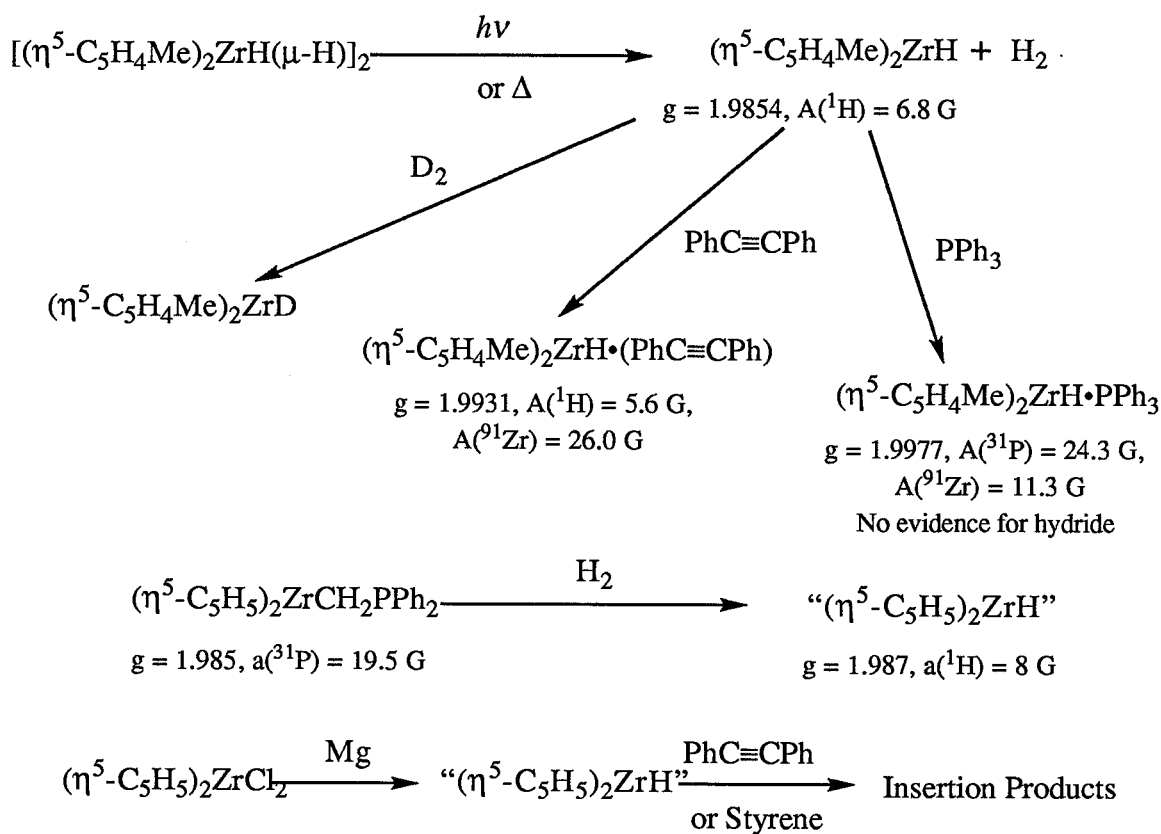 hν
[(η⁵-C₅H₄Me)₂ZrH(μ-H)]₂ (η⁵-C₅H₄Me)₂ZrH + H₂
or Δ
g = 1.9854, A(¹H) = 6.8 G
D₂
PhC≡CPh
PPh₃
(η⁵-C₅H₄Me)₂ZrD
(η⁵-C₅H₄Me)₂ZrH•(PhC≡CPh)
g = 1.9931, A(¹H) = 5.6 G,
A(⁹¹Zr) = 26.0 G
(η⁵-C₅H₄Me)₂ZrH•PPh₃
g = 1.9977, A(³¹P) = 24.3 G,
A(⁹¹Zr) = 11.3 G
No evidence for hydride
H₂
(η⁵-C₅H₅)₂ZrCH₂PPh₂ “(η⁵-C₅H₅)₂ZrH”
g = 1.985, a(³¹P) = 19.5 G g = 1.987, a(¹H) = 8 G
Mg PhC≡CPh
(η⁵-C₅H₅)₂ZrCl₂ “(η⁵-C₅H₅)₂ZrH” Insertion Products
or Styrene